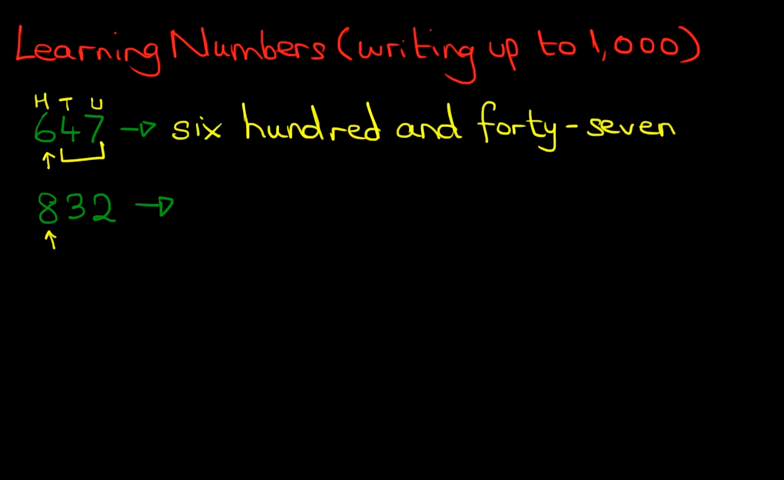 Learning Numbers (writing up to 1,000)
H T U
647 → six hundred and forty-seven
832 →